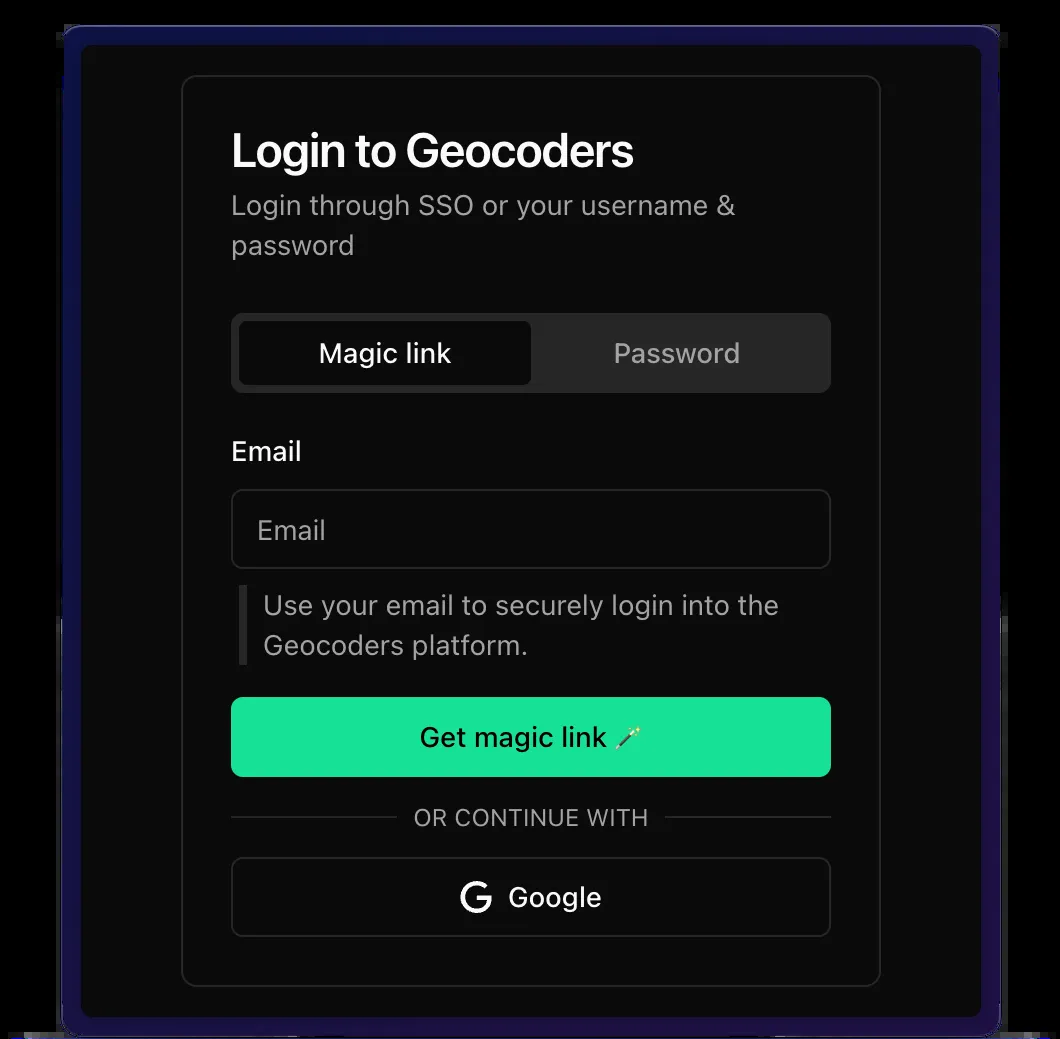 Login to Geocoders
Login through SSO or your username &
password
Magic link
Password
Email
Email
Use your email to securely login into the
Geocoders platform.
Get magic link 🪄
OR CONTINUE WITH
Google